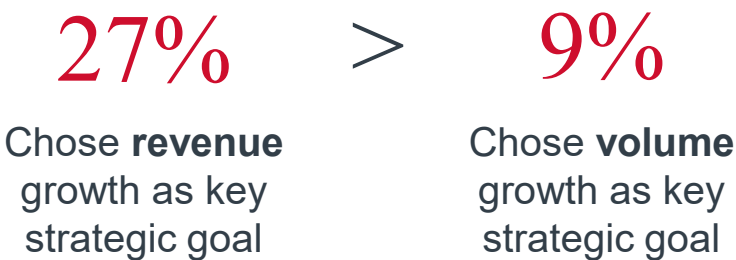 27% > 9%
Chose revenue
growth as key
strategic goal
Chose volume
growth as key
strategic goal